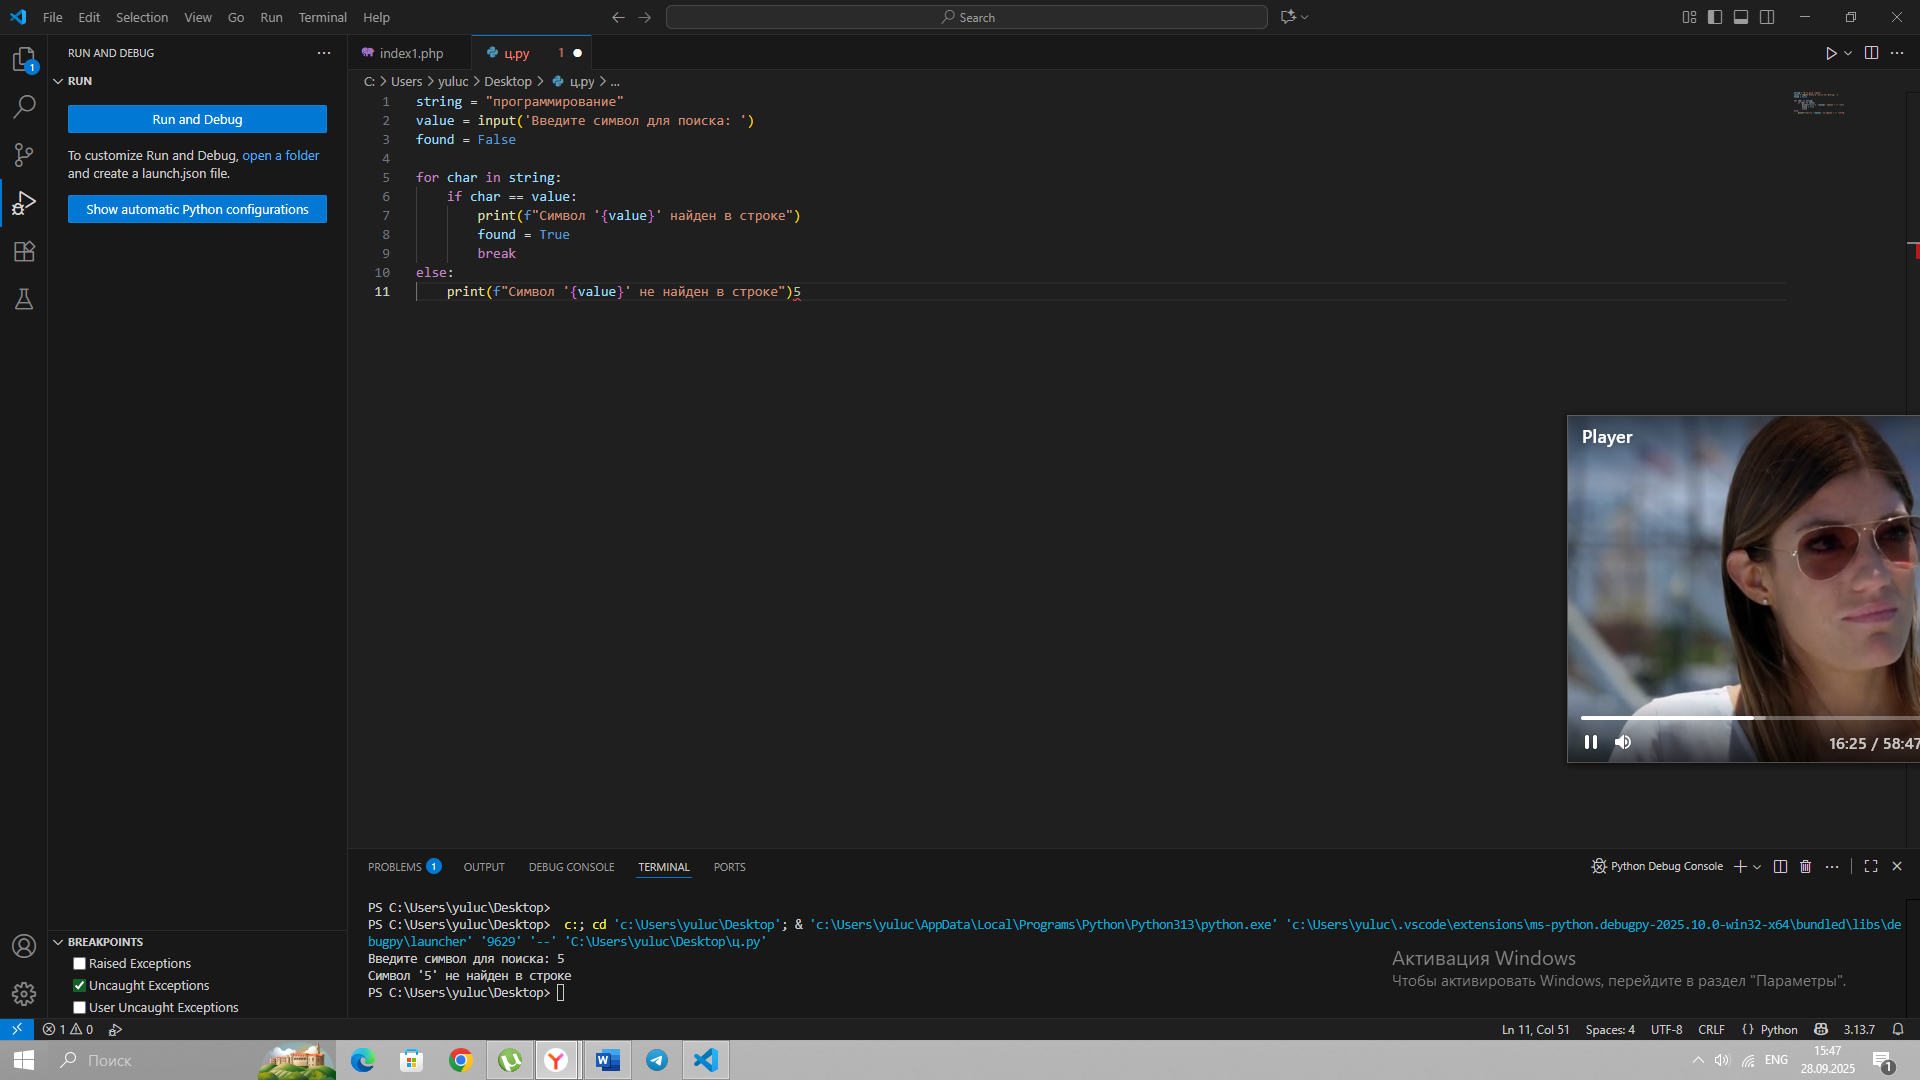 File Edit Selection View Go Run Terminal Help
Search
RUN AND DEBUG
RUN
Run and Debug
To customize Run and Debug, open a folder
and create a launch.json file.
Show automatic Python configurations
index1.php
ц.py 1
C: > Users > yuluc > Desktop > ц.py > ...
1 string = "программирование"
2 value = input('Введите символ для поиска: ')
3 found = False
4
5 for char in string:
6 if char == value:
7 print(f"Символ '{value}' найден в строке")
8 found = True
9 break
10 else:
11 print(f"Символ '{value}' не найден в строке")5
Player
16:25 / 58:47
PROBLEMS 1 OUTPUT DEBUG CONSOLE TERMINAL PORTS
Python Debug Console
PS C:\Users\yuluc\Desktop>
PS C:\Users\yuluc\Desktop> c:; cd 'c:\Users\yuluc\Desktop'; & 'c:\Users\yuluc\AppData\Local\Programs\Python\Python313\python.exe' 'c:\Users\yuluc\.vscode\extensions\ms-python.debugpy-2025.10.0-win32-x64\bundled\libs\de
bugpy\launcher' '9629' '--' 'C:\Users\yuluc\Desktop\ц.py'
Введите символ для поиска: 5
Символ '5' не найден в строке
PS C:\Users\yuluc\Desktop>
Активация Windows
Чтобы активировать Windows, перейдите в раздел "Параметры".
BREAKPOINTS
Raised Exceptions
Uncaught Exceptions
User Uncaught Exceptions
1
1 0
Ln 11, Col 51 Spaces: 4 UTF-8 CRLF {} Python 3.13.7
Поиск
ENG
15:47
28.09.2025
1